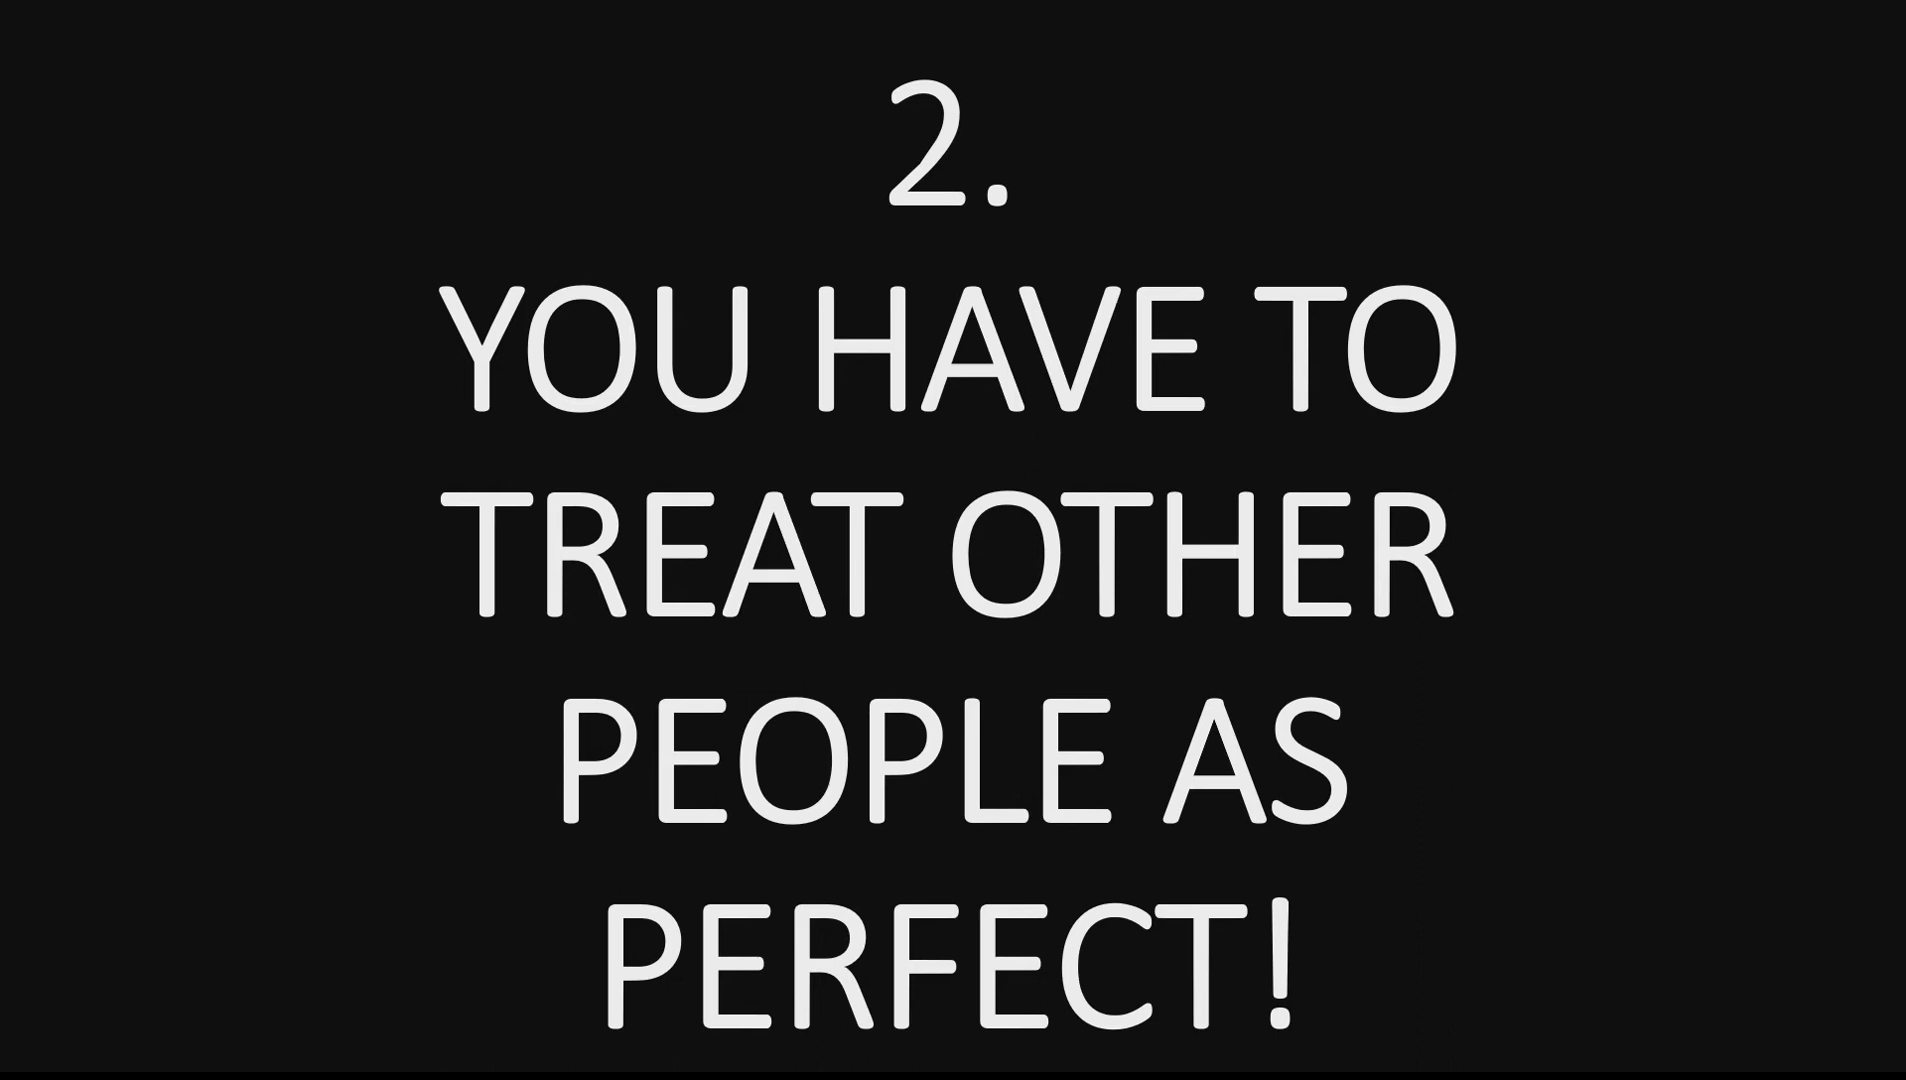 2.
YOU HAVE TO
TREAT OTHER
PEOPLE AS
PERFECT!